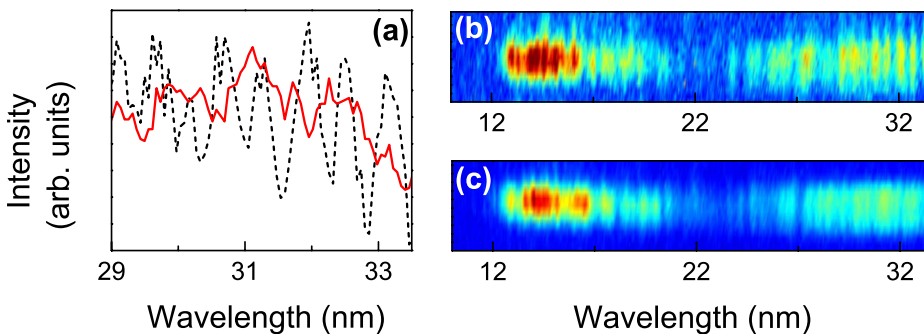 (a)
Intensity
(arb. units)
29
31
33
Wavelength (nm)
(b)
12
22
32
(c)
12
22
32
Wavelength (nm)